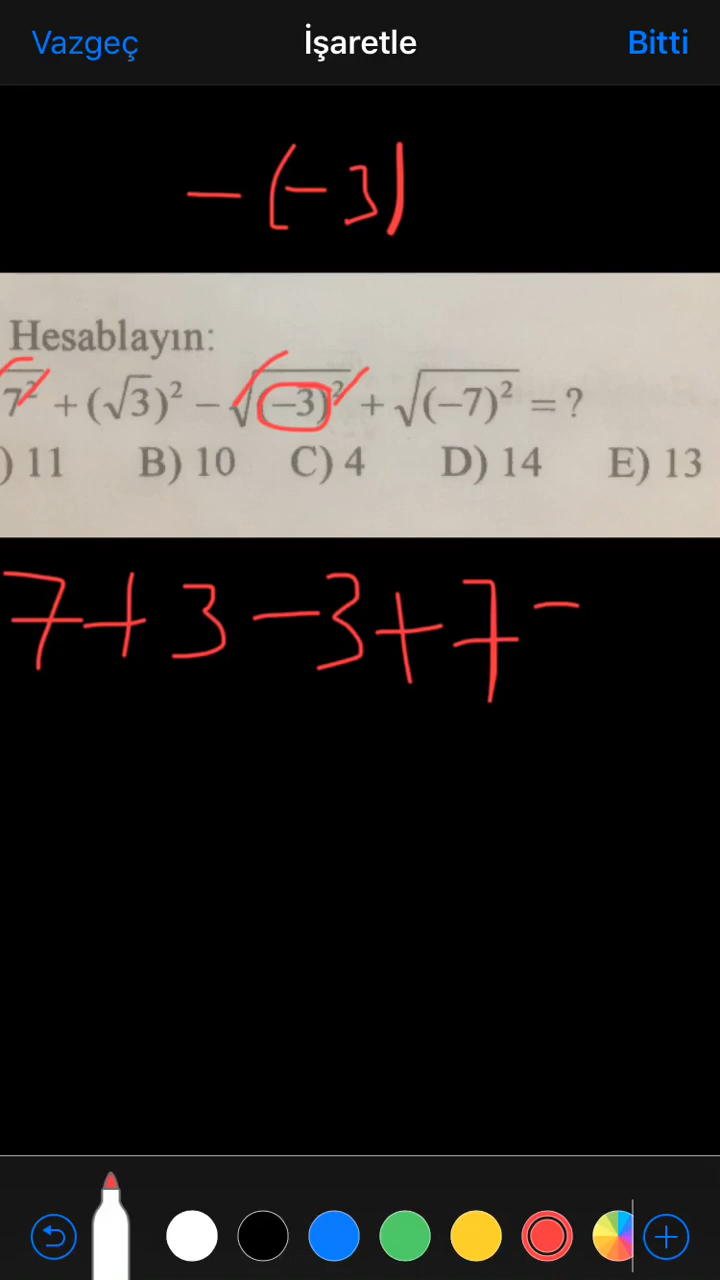 Vazgeç İşaretle Bitti
-(-3)
Hesablayın:
√7² + (√3)² − √(−3)² + √(−7)² = ?
) 11 B) 10 C) 4 D) 14 E) 13
7+3-3+7-